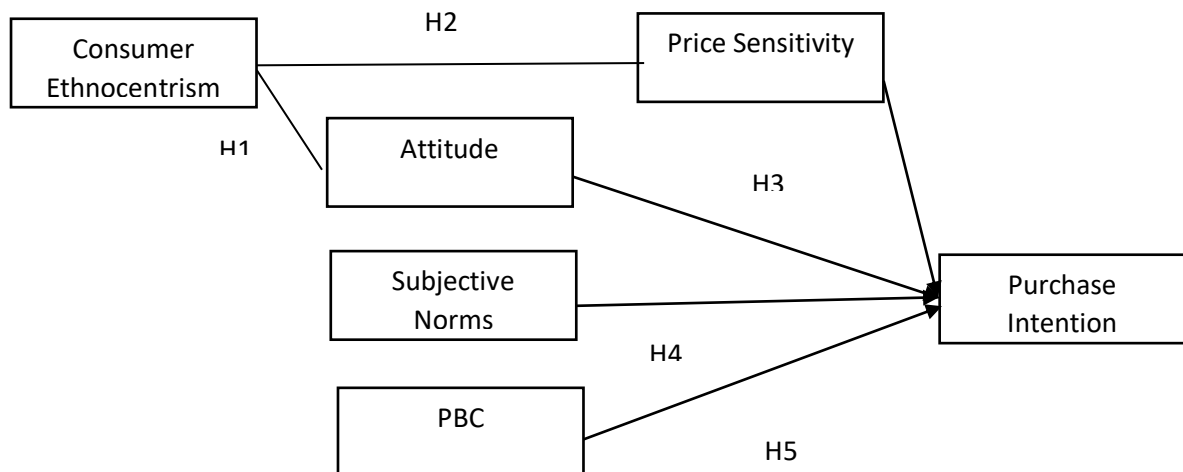 H2
Consumer
Ethnocentrism
Price Sensitivity
H1
Attitude
H3
Subjective
Norms
Purchase
Intention
H4
PBC
H5